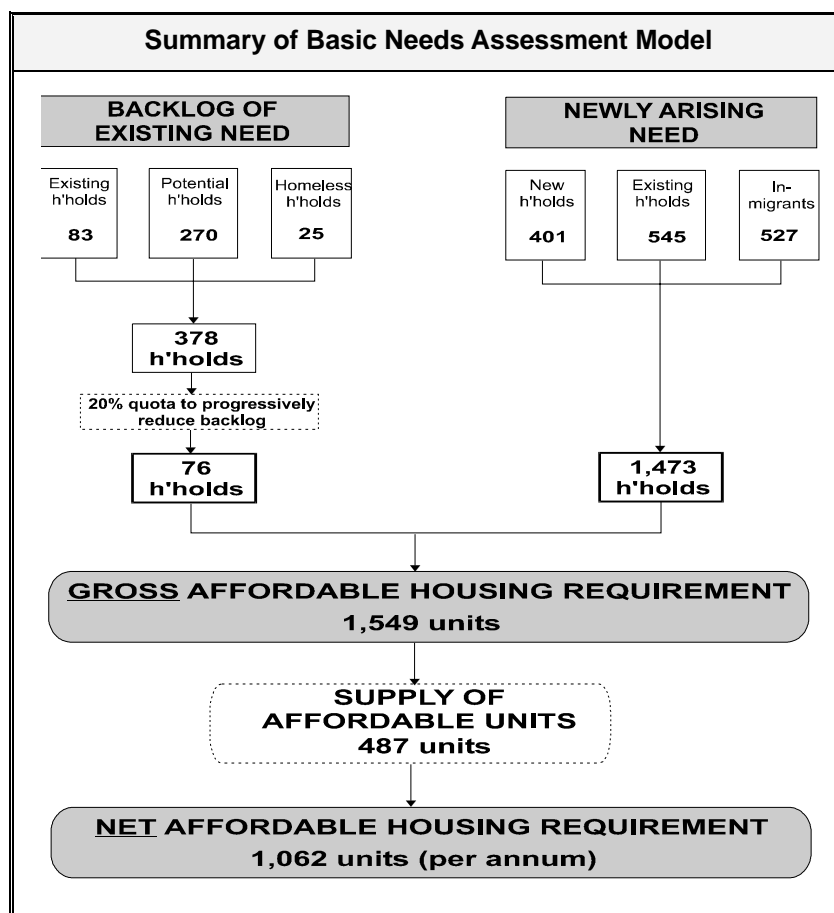 Summary of Basic Needs Assessment Model
BACKLOG OF
EXISTING NEED
Existing
h'holds
83
Potential
h'holds
270
Homeless
h'holds
25
378
h'holds
20% quota to progressively
reduce backlog
76
h'holds
NEWLY ARISING
NEED
New
h'holds
401
Existing
h'holds
545
In-
migrants
527
1,473
h'holds
GROSS AFFORDABLE HOUSING REQUIREMENT
1,549 units
SUPPLY OF
AFFORDABLE UNITS
487 units
NET AFFORDABLE HOUSING REQUIREMENT
1,062 units (per annum)